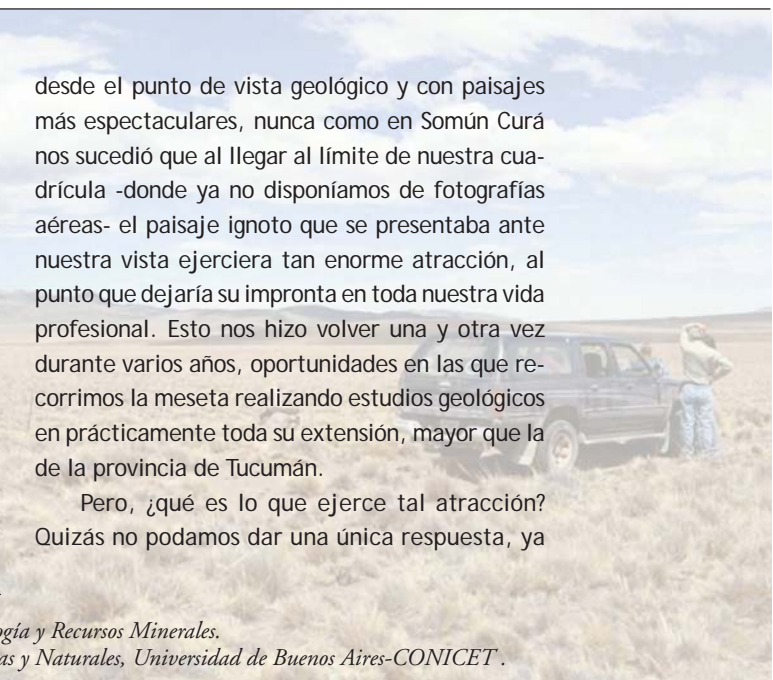 desde el punto de vista geológico y con paisajes
más espectaculares, nunca como en Somún Curá
nos sucedió que al llegar al límite de nuestra cua-
drícula -donde ya no disponíamos de fotografías
aéreas- el paisaje ignoto que se presentaba ante
nuestra vista ejerciera tan enorme atracción, al
punto que dejaría su impronta en toda nuestra vida
profesional. Esto nos hizo volver una y otra vez
durante varios años, oportunidades en las que re-
corrimos la meseta realizando estudios geológicos
en prácticamente toda su extensión, mayor que la
de la provincia de Tucumán.
Pero, ¿qué es lo que ejerce tal atracción?
Quizás no podamos dar una única respuesta, ya
ogía y Recursos Minerales.
as y Naturales, Universidad de Buenos Aires-CONICET .